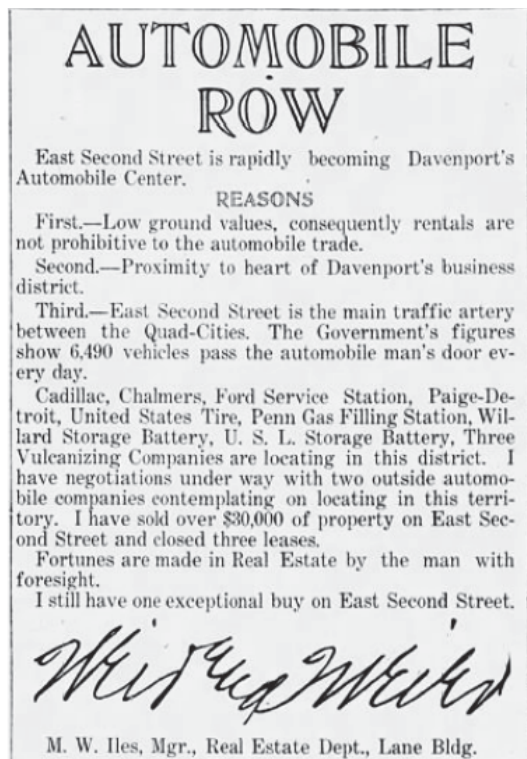 AUTOMOBILE
ROW
East Second Street is rapidly becoming Davenport's
Automobile Center.
REASONS
First.—Low ground values, consequently rentals are
not prohibitive to the automobile trade.
Second.—Proximity to heart of Davenport's business
district.
Third.—East Second Street is the main traffic artery
between the Quad-Cities. The Government's figures
show 6,490 vehicles pass the automobile man's door ev-
ery day.
Cadillac, Chalmers, Ford Service Station, Paige-De-
troit, United States Tire, Penn Gas Filling Station, Wil-
lard Storage Battery, U. S. L. Storage Battery, Three
Vulcanizing Companies are locating in this district. I
have negotiations under way with two outside automo-
bile companies contemplating on locating in this terri-
tory. I have sold over $30,000 of property on East Sec-
ond Street and closed three leases.
Fortunes are made in Real Estate by the man with
foresight.
I still have one exceptional buy on East Second Street.
M. W. Iles, Mgr., Real Estate Dept., Lane Bldg.